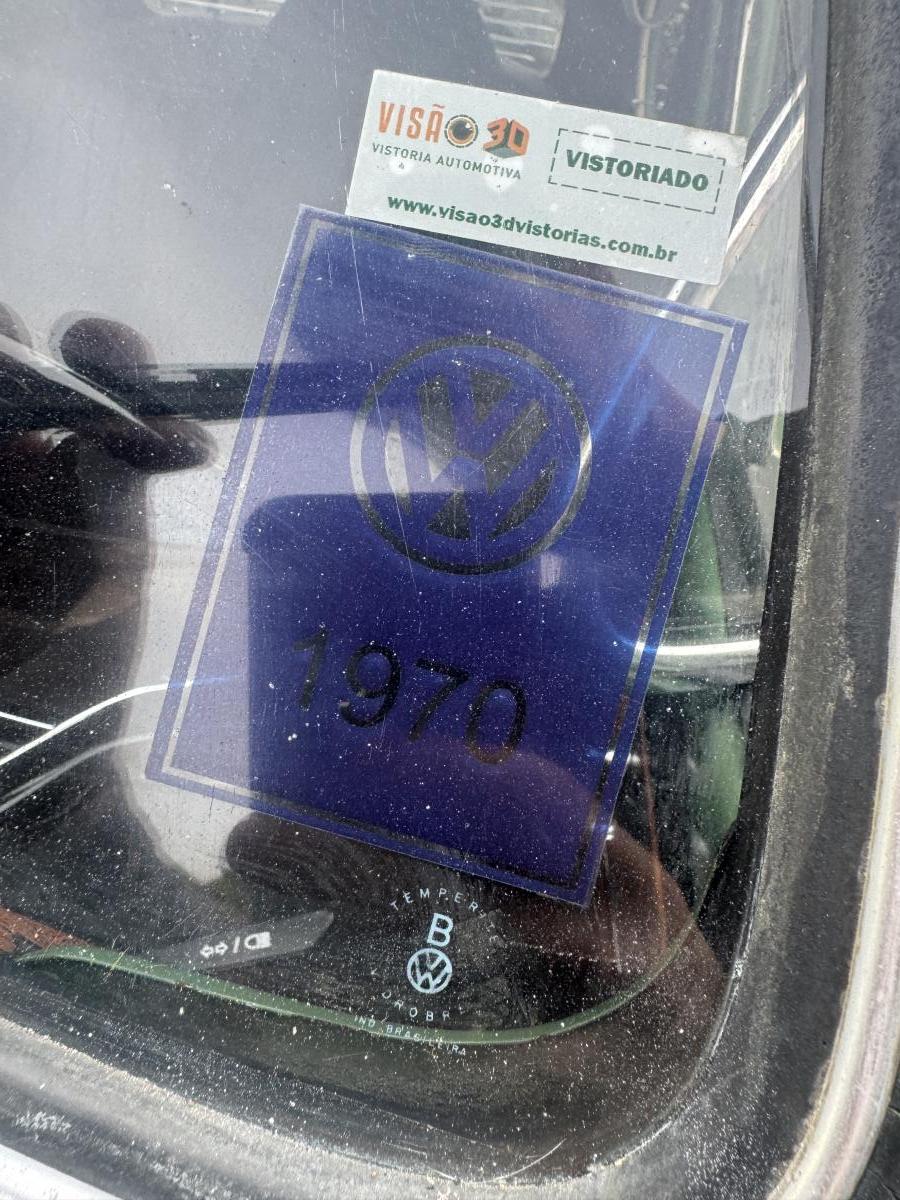 VISÃO 3D
VISTORIA AUTOMOTIVA
VISTORIADO
www.visao3dvistorias.com.br
1970
B
IND. BRASILEIRA